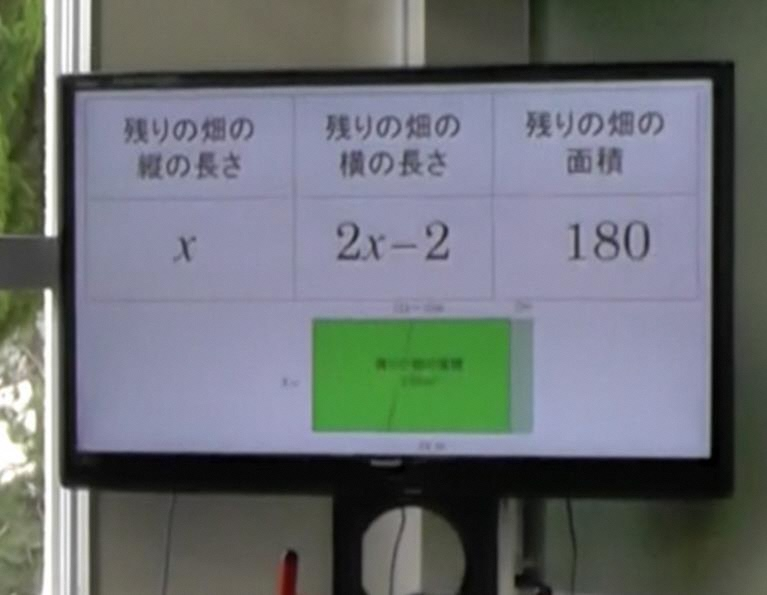 残りの畑の
縦の長さ
残りの畑の
横の長さ
残りの畑の
面積
x
2x−2
180